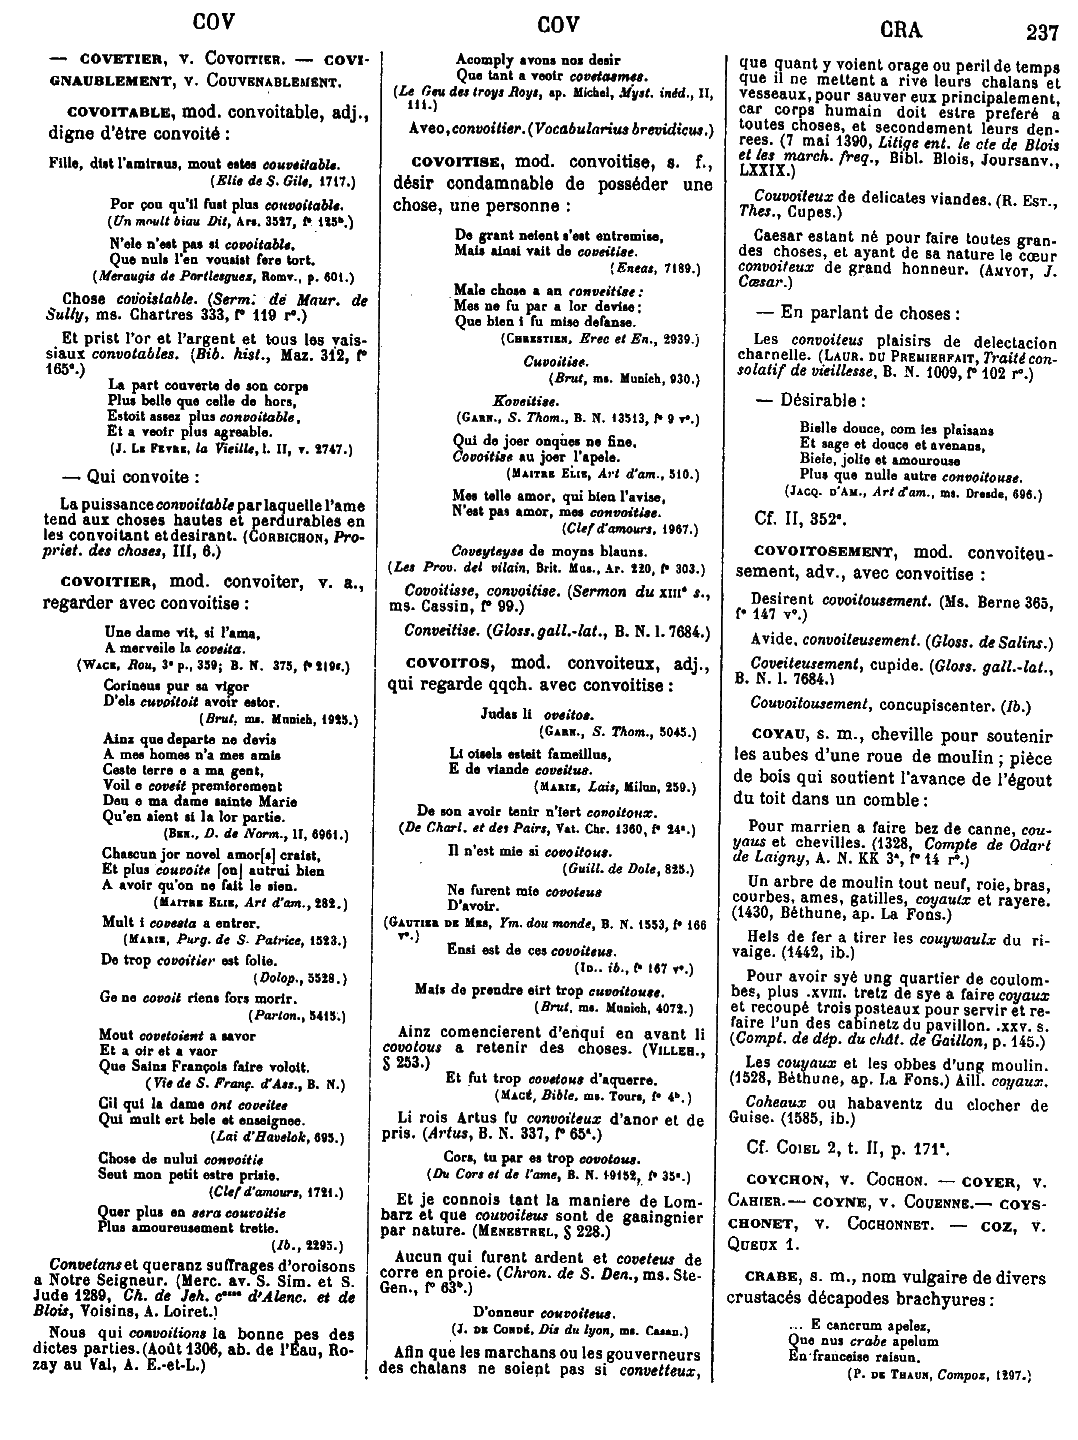 COV
COV
CRA
237
— COVETIER, V. COVOITIER. — COVI-
GNAUBLEMENT, V. COUVENABLEMENT.
COVOITABLE, mod. convoitable, adj.,
digne d'être convoité :
Fille, dist l'amiraus, mout estes couveitable.
(Elie de S. Gile, 1717.)
Por çou qu'il fust plus couvoitable.
(Un moult biau Dit, Ars. 3527, f° 125ᵇ.)
N'ele n'est pas si covoitable,
Que nuls l'en vousist fere tort.
(Meraugis de Portlesguez, Romv., p. 601.)
Chose covoistable. (Serm. de Maur. de
Sully, ms. Chartres 333, f° 119 r°.)
Et prist l'or et l'argent et tous les vais-
siaux convotables. (Bib. hist., Maz. 312, f°
165ª.)
La part couverte de son corps
Plus belle que celle de hors,
Estoit assez plus convoitable,
Et a veoir plus agreable.
(J. LE FEVRE, la Vieille, l. II, v. 2747.)
— Qui convoite :
La puissance convoitable par laquelle l'ame
tend aux choses hautes et perdurables en
les convoitant et desirant. (CORBICHON, Pro-
priet. des choses, III, 6.)
COVOITIER, mod. convoiter, v. a.,
regarder avec convoitise :
Une dame vit, si l'ama,
A merveile la coveita.
(WACE, Rou, 3ᵉ p., 359; B. N. 375, f° 219ᶜ.)
Corineus pur sa vigor
D'els cuvoitoit avoir estor.
(Brut, ms. Munich, 1925.)
Ainz que departe ne devis
A mes homes n'a mes amis
Ceste terre e a ma gent,
Voil e coveit premierement
Deu e ma dame sainte Marie
Qu'en aient si la lor partie.
(BEN., D. de Norm., II, 6961.)
Chascun jor novel amor[s] craist,
Et plus couvoite [on] autrui bien
A avoir qu'on ne fait le sien.
(MAITRE ELIE, Art d'am., 282.)
Mult i coveeta a entrer.
(MARIE, Purg. de S. Patrice, 1523.)
De trop covoitier est folie.
(Dolop., 3528.)
Ge ne covoit riens fors morir.
(Parton., 5415.)
Mout covetoient a savor
Et a oir et a vaor
Que Sains François faire voloit.
(Vie de S. Franç. d'Ass., B. N.)
Cil qui la dame ont coveitee
Qui mult ert bele et enseignee.
(Lai d'Havelok, 695.)
Chose de nului convoitie
Seut mon petit estre prisie.
(Clef d'amours, 1721.)
Quer plus en sera couvoitie
Plus amoureusement tretie.
(Ib., 2295.)
Convetans et queranz suffrages d'oroisons
a Notre Seigneur. (Merc. av. S. Sim. et S.
Jude 1289, Ch. de Jeh. cᵉˢˢᵉ d'Alenc. et de
Blois, Voisins, A. Loiret.)
Nous qui convoitions la bonne pes des
dictes parties. (Août 1306, ab. de l'Eau, Ro-
zay au Val, A. E.-et-L.)
Acomply avons nos desir
Que tant a veoir covetasmes.
(Le Geu des troys Roys, ap. Michel, Myst. inéd., II,
111.)
Aveo, convoitier. (Vocabularius brevidicus.)
COVOITISE, mod. convoitise, s. f.,
désir condamnable de posséder une
chose, une personne :
De grant neient s'est entremise,
Mais ainsi vait de coveitise.
(Eneas, 7189.)
Male chose a an conveitise :
Mes ne fu par a lor devise ;
Que bien i fu mise defanse.
(CHRESTIEN, Erec et En., 2939.)
Cuvoitise.
(Brut, ms. Munich, 930.)
Koveitise.
(GARN., S. Thom., B. N. 13513, f° 9 v°.)
Qui de joer onques ne fine,
Covoitise au joer l'apele.
(MAITRE ELIE, Art d'am., 510.)
Mes telle amor, qui bien l'avise,
N'est pas amor, mes convoitise.
(Clef d'amours, 1967.)
Coveyteyse de moyns blauns.
(Les Prov. del vilain, Brit. Mus., Ar. 220, f° 303.)
Covoitisse, convoitise. (Sermon du XIIIᵉ s.,
ms. Cassin, f° 99.)
Conveitise. (Gloss. gall.-lat., B. N. l. 7684.)
COVOITOS, mod. convoiteux, adj.,
qui regarde qqch. avec convoitise :
Judas li oveitos.
(GARN., S. Thom., 5045.)
Li oisels esteit fameillus,
E de viande coveitus.
(MARIE, Lais, Milun, 259.)
De son avoir tenir n'iert conoitoux.
(De Charl. et des Pairs, Vat. Chr. 1360, f° 24ᵃ.)
Il n'est mie si covoitous.
(Guill. de Dole, 825.)
Ne furent mie covoteus
D'avoir.
(GAUTIER DE MES, Ym. dou monde, B. N. 1553, f° 166
v°.)
Ensi est de ces covoiteus.
(ID., ib., f° 167 v°.)
Mais de prendre eirt trop cuvoitouse.
(Brut, ms. Munich, 4072.)
Ainz comencierent d'enqui en avant li
covotous a retenir des choses. (VILLEH.,
§ 253.)
Et fut trop covetous d'aquerre.
(MACÉ, Bible, ms. Tours, f° 4ᵇ.)
Li rois Artus fu convoiteux d'anor et de
pris. (Artus, B. N. 337, f° 65ª.)
Cors, tu par es trop covotous.
(Du Cors et de l'ame, B. N. 19152, f° 35ᵃ.)
Et je connois tant la maniere de Lom-
barz et que couvoiteus sont de gaaingnier
par nature. (MENESTREL, § 228.)
Aucun qui furent ardent et coveteus de
corre en proie. (Chron. de S. Den., ms. Ste-
Gen., f° 63ᵇ.)
D'onneur couvoiteus.
(J. DE CONDÉ, Dis du lyon, ms. Casan.)
Afin que les marchans ou les gouverneurs
des chalans ne soient pas si convetteux,
que quant y voient orage ou peril de temps
que il ne mettent a rive leurs chalans et
vesseaux, pour sauver eux principalement,
car corps humain doit estre preferé a
toutes choses, et secondement leurs den-
rees. (7 mai 1390, Litige ent. le cte de Blois
et les march. freq., Bibl. Blois, Joursanv.,
LXXIX.)
Couvoiteux de delicates viandes. (R. EST.,
Thes., Cupes.)
Caesar estant né pour faire toutes gran-
des choses, et ayant de sa nature le cœur
convoiteux de grand honneur. (AMYOT, J.
Cæsar.)
— En parlant de choses :
Les convoiteus plaisirs de delectacion
charnelle. (LAUR. DU PREMIERFAIT, Traité con-
solatif de vieillesse, B. N. 1009, f° 102 r°.)
— Désirable :
Bielle douce, com les plaisans
Et sage et douce et avenans,
Biele, jolie et amourouse
Plus que nulle autre convoitouse.
(JACQ. D'AM., Art d'am., ms. Dresde, 696.)
Cf. II, 352ª.
COVOITOSEMENT, mod. convoiteu-
sement, adv., avec convoitise :
Desirent covoitousement. (Ms. Berne 365,
f° 147 v°.)
Avide, convoiteusement. (Gloss. de Salins.)
Coveiteusement, cupide. (Gloss. gall.-lat.,
B. N. l. 7684.)
Couvoitousement, concupiscenter. (Ib.)
COYAU, s. m., cheville pour soutenir
les aubes d'une roue de moulin ; pièce
de bois qui soutient l'avance de l'égout
du toit dans un comble :
Pour marrien a faire bez de canne, cou-
yaus et chevilles. (1328, Compte de Odart
de Laigny, A. N. KK 3ª, f° 14 r°.)
Un arbre de moulin tout neuf, roie, bras,
courbes, ames, gatilles, coyaulx et rayere.
(1430, Béthune, ap. La Fons.)
Hels de fer a tirer les couywaulx du ri-
vaige. (1442, ib.)
Pour avoir syé ung quartier de coulom-
bes, plus .XVIII. tretz de sye a faire coyaux
et recoupé trois posteaux pour servir et re-
faire l'un des cabinetz du pavillon. .XXV. s.
(Compt. de dép. du chât. de Gaillon, p. 145.)
Les couyaux et les obbes d'ung moulin.
(1528, Béthune, ap. La Fons.) Aill. coyaux.
Coheaux ou habaventz du clocher de
Guise. (1585, ib.)
Cf. COIEL 2, t. II, p. 171ª.
COYCHON, V. COCHON. — COYER, V.
CAHIER. — COYNE, V. COUENNE. — COYS-
CHONET, V. COCHONNET. — COZ, V.
QUEUX 1.
CRABE, s. m., nom vulgaire de divers
crustacés décapodes brachyures :
... E cancrum apelez,
Que nus crabe apelum
En franceise raisun.
(P. DE THAUN, Compoz, 1297.)